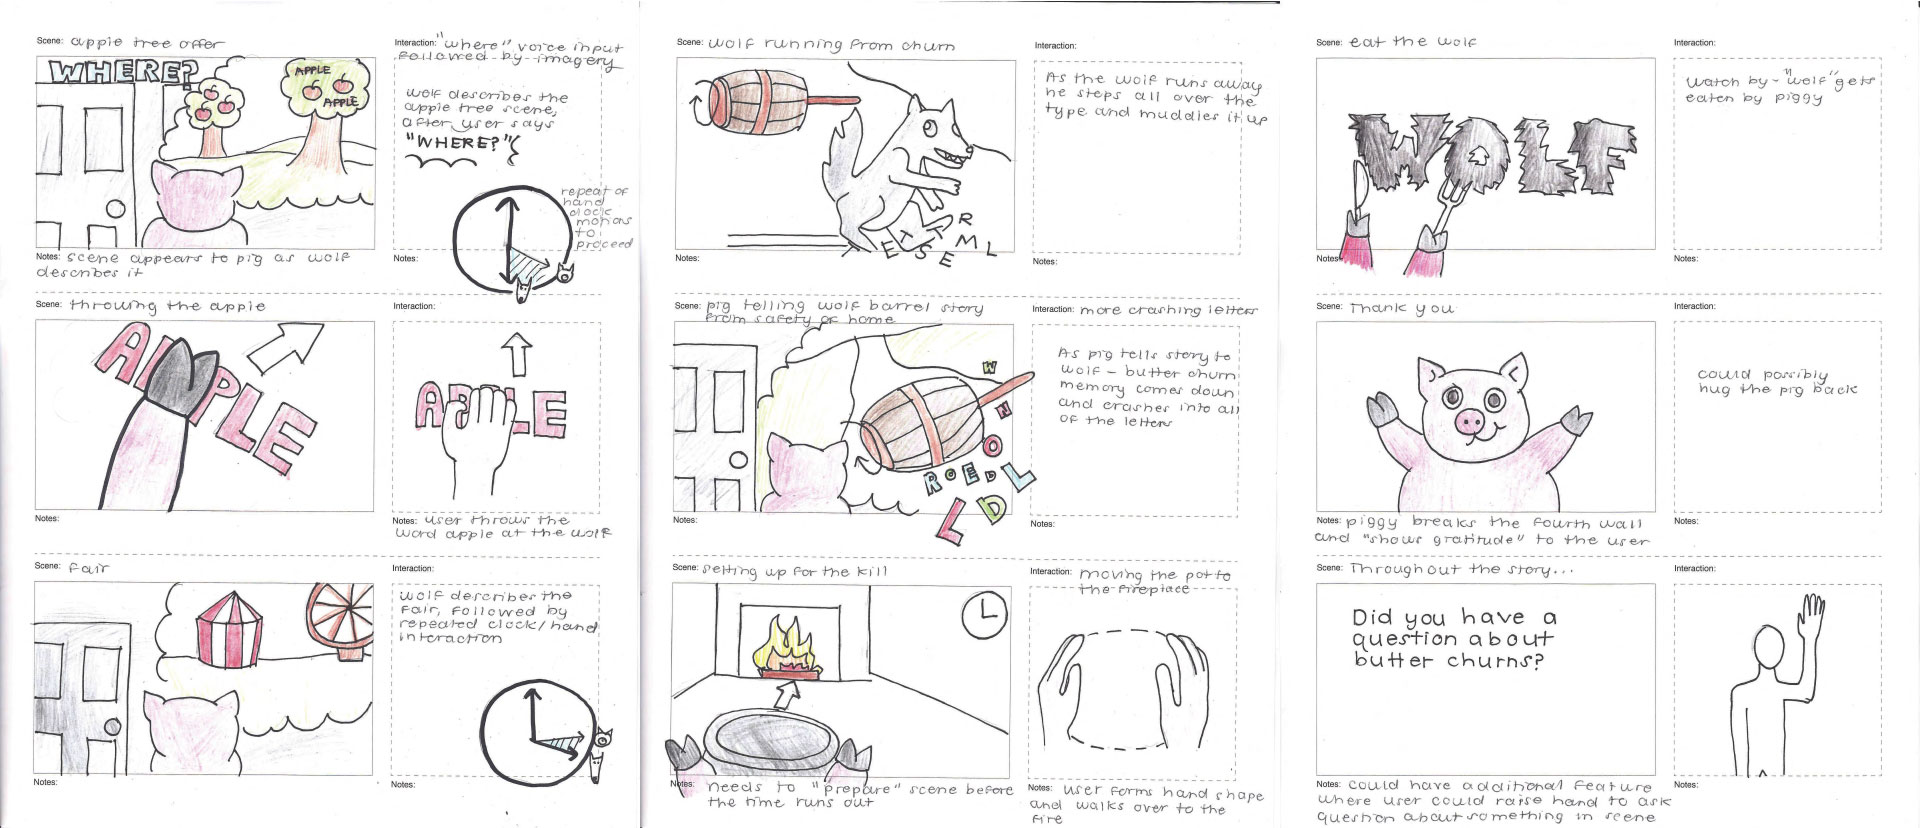 Scene: apple tree offer
WHERE?
APPLE
APPLE
Notes: scene appears to pig as wolf
describes it
Interaction: "where" voice input
followed by imagery
wolf describes the
apple tree scene,
after user says
"WHERE?"
repeat of
hand
clock
motions
to
proceed
Notes:
Scene: throwing the apple
APPLE
Notes:
Interaction:
APPLE
Notes: user throws the
word apple at the wolf
Scene: Fair
Notes:
Interaction:
wolf describes the
fair, followed by
repeated clock/hand
interaction
Notes:
Scene: wolf running from churn
R
E T T M L
S E
Notes:
Interaction:
As the wolf runs away
he steps all over the
type and muddies it up
Notes:
Scene: pig telling wolf barrel story
from safety of home
W
N
O
R O E D L
L D
Notes:
Interaction: more crashing letters
As pig tells story to
wolf - butter churn
memory comes down
and crashes into all
of the letters
Notes:
Scene: setting up for the kill
Notes: needs to "prepare" scene before
the time runs out
Interaction: moving the pot to
the fireplace
Notes: user forms hand shape
and walks over to the
fire
Scene: eat the wolf
WOLF
Notes:
Interaction:
watch by - "wolf" gets
eaten by piggy
Notes:
Scene: Thank you
Notes: piggy breaks the fourth wall
and "shows gratitude" to the user
Interaction:
could possibly
hug the pig back
Notes:
Scene: Throughout the story...
Did you have a
question about
butter churns?
Notes: could have additional feature
where user could raise hand to ask
question about something in scene
Interaction:
Notes: